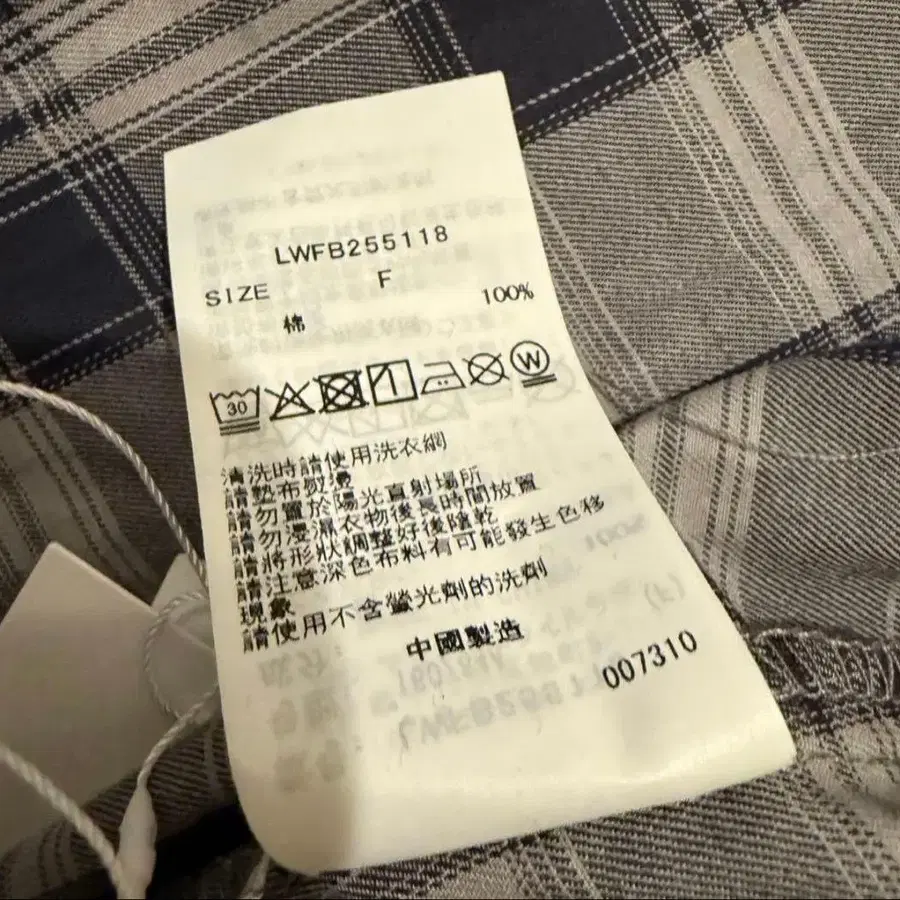 LWFB255118
SIZE F
棉 100%
30 W
清洗時請使用洗衣網
請墊布熨燙
請勿置於陽光直射場所
請勿浸濕衣物後長時間放置
請將形狀調整好後陰乾
請注意深色布料有可能發生色移
現象
請使用不含螢光劑的洗劑
中國製造
007310